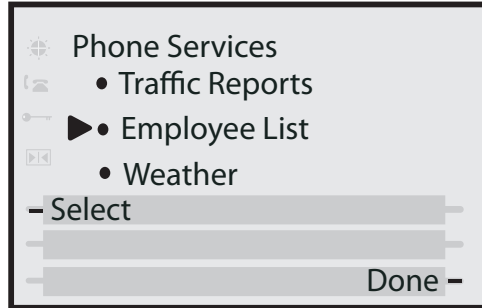 Phone Services
• Traffic Reports
• Employee List
• Weather
Select
Done